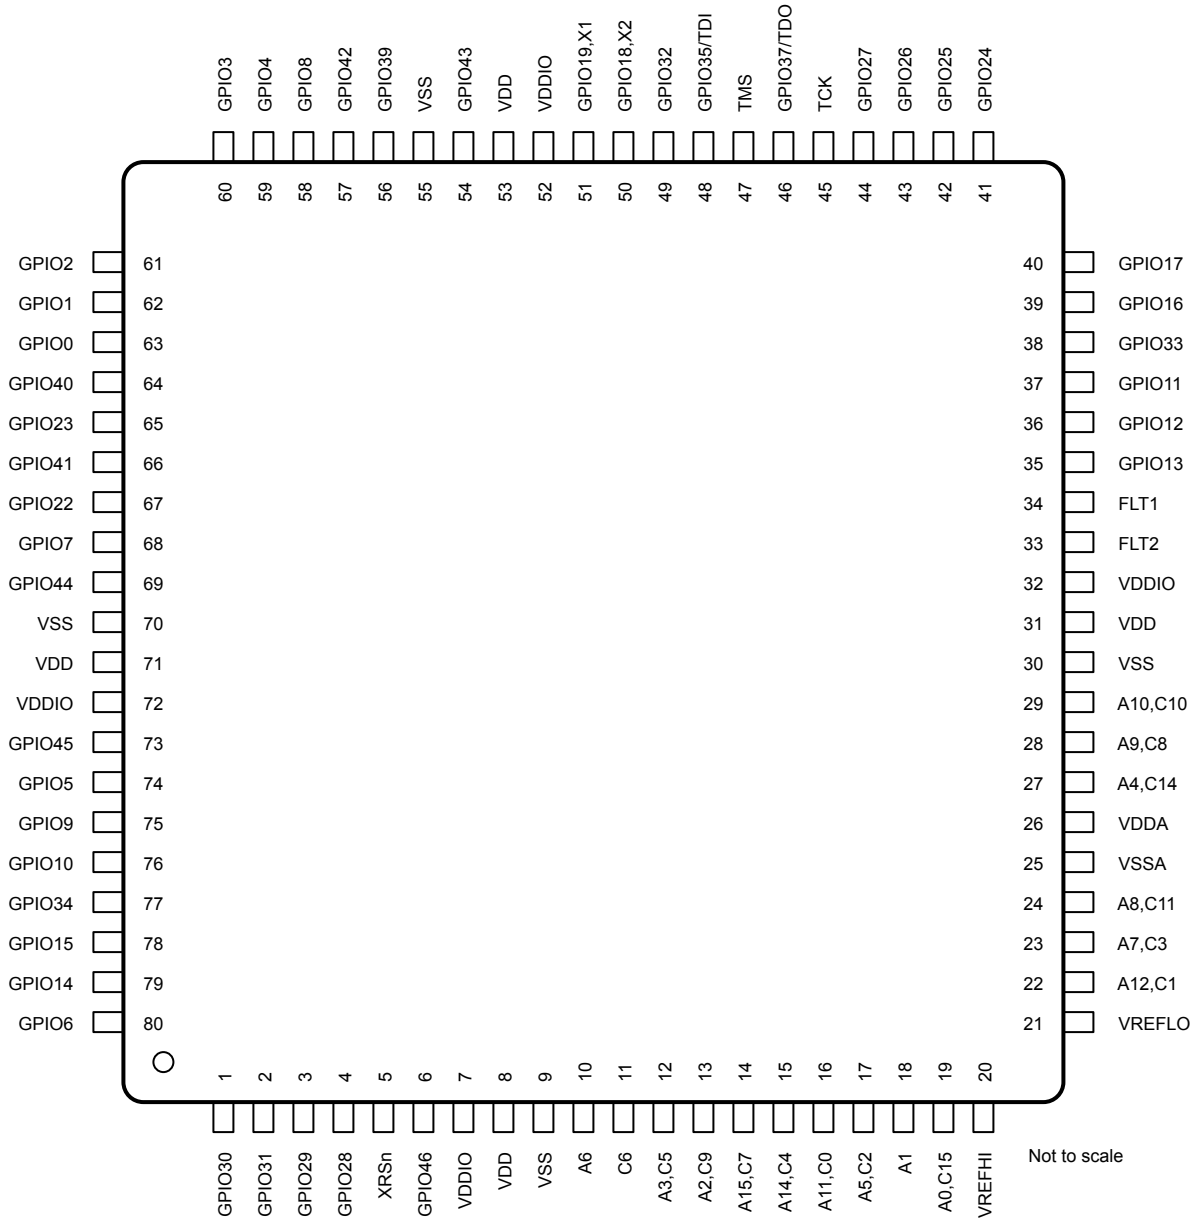 GPIO3
GPIO4
GPIO8
GPIO42
GPIO39
VSS
GPIO43
VDD
VDDIO
GPIO19,X1
GPIO18,X2
GPIO32
GPIO35/TDI
TMS
GPIO37/TDO
TCK
GPIO27
GPIO26
GPIO25
GPIO24
60
59
58
57
56
55
54
53
52
51
50
49
48
47
46
45
44
43
42
41
GPIO2 61
GPIO1 62
GPIO0 63
GPIO40 64
GPIO23 65
GPIO41 66
GPIO22 67
GPIO7 68
GPIO44 69
VSS 70
VDD 71
VDDIO 72
GPIO45 73
GPIO5 74
GPIO9 75
GPIO10 76
GPIO34 77
GPIO15 78
GPIO14 79
GPIO6 80
40 GPIO17
39 GPIO16
38 GPIO33
37 GPIO11
36 GPIO12
35 GPIO13
34 FLT1
33 FLT2
32 VDDIO
31 VDD
30 VSS
29 A10,C10
28 A9,C8
27 A4,C14
26 VDDA
25 VSSA
24 A8,C11
23 A7,C3
22 A12,C1
21 VREFLO
1
2
3
4
5
6
7
8
9
10
11
12
13
14
15
16
17
18
19
20
GPIO30
GPIO31
GPIO29
GPIO28
XRSn
GPIO46
VDDIO
VDD
VSS
A6
C6
A3,C5
A2,C9
A15,C7
A14,C4
A11,C0
A5,C2
A1
A0,C15
VREFHI
Not to scale